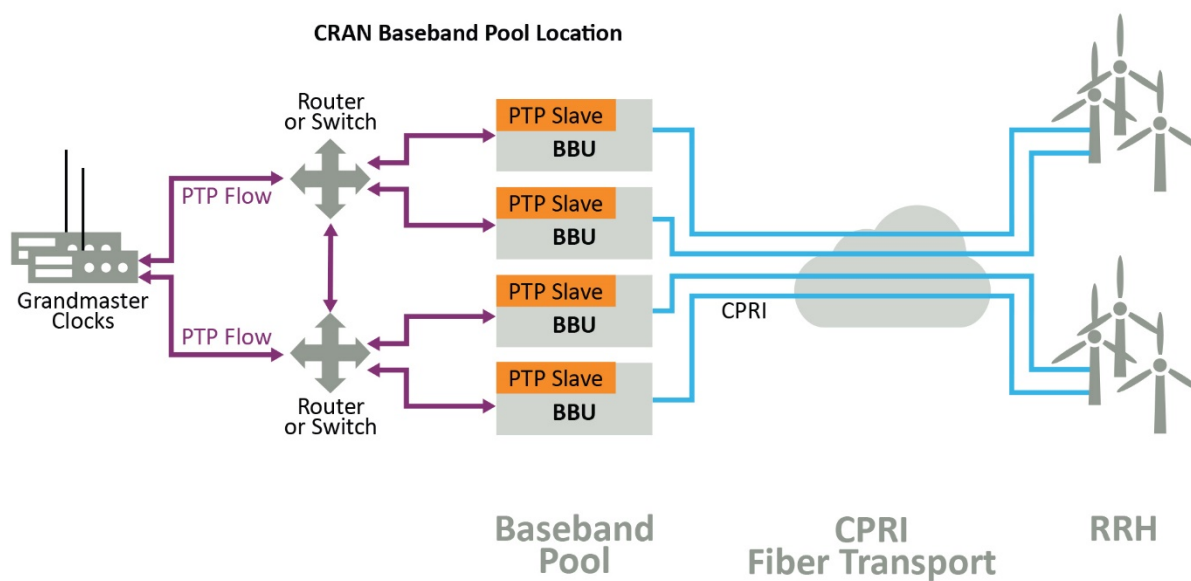 CRAN Baseband Pool Location
Router
or Switch
PTP Flow
Grandmaster
Clocks
PTP Flow
Router
or Switch
PTP Slave
BBU
PTP Slave
BBU
PTP Slave
BBU
PTP Slave
BBU
CPRI
Baseband
Pool
CPRI
Fiber Transport
RRH